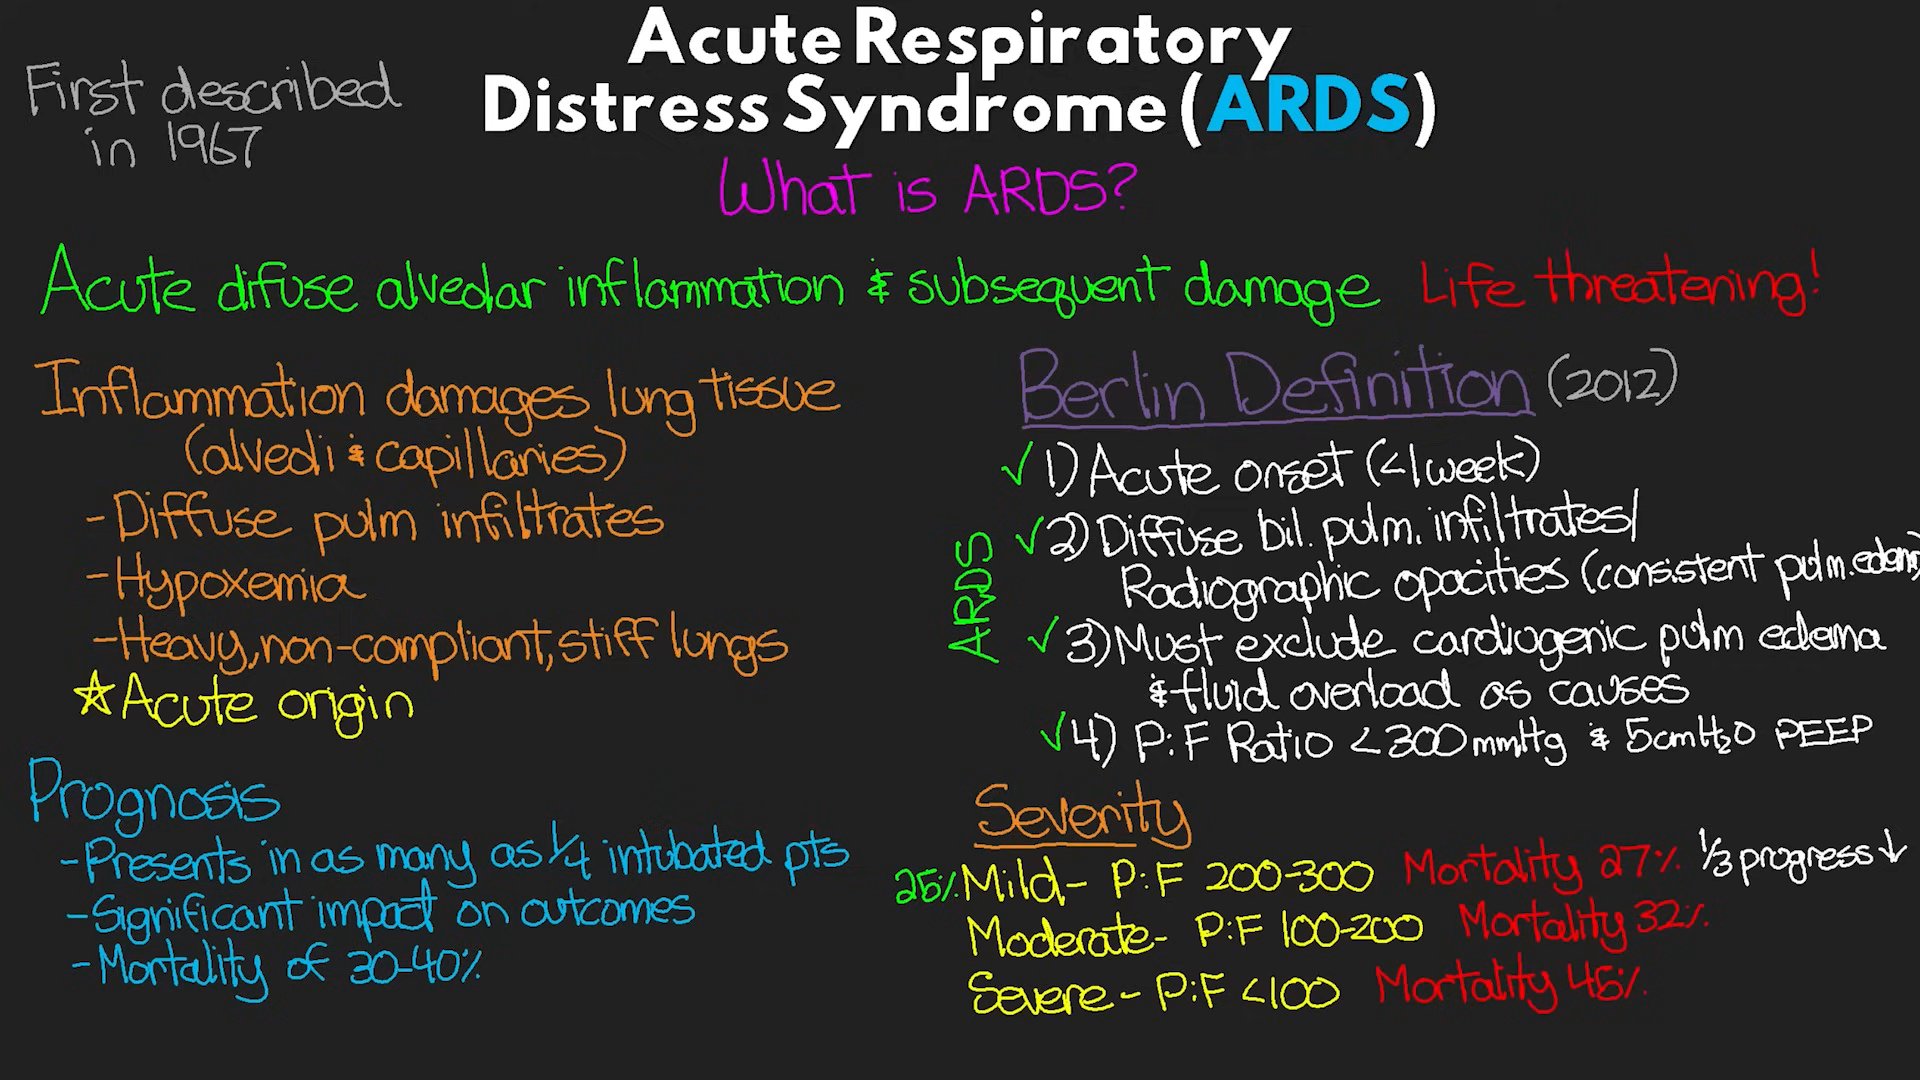 Acute Respiratory
Distress Syndrome (ARDS)
First described
in 1967
What is ARDS?
Acute difuse alveolar inflammation & subsequent damage Life threatening!
Inflammation damages lung tissue
(alveoli & capillaries)
-Diffuse pulm infiltrates
-Hypoxemia
-Heavy, non-compliant, stiff lungs
☆Acute origin
Prognosis
-Presents in as many as 1/4 intubated pts
-Significant impact on outcomes
-Mortality of 30-40%
Berlin Definition (2012)
ARDS
✓ 1) Acute onset (<1 week)
✓ 2) Diffuse bil. pulm. infiltrates/
Radiographic opacities (consistent pulm. edema)
✓ 3) Must exclude cardiogenic pulm edema
& fluid overload as causes
✓ 4) P:F Ratio <300 mmHg & 5cmH₂O PEEP
Severity
25% Mild - P:F 200-300 Mortality 27% 1/3 progress ↓
Moderate- P:F 100-200 Mortality 32%
Severe - P:F <100 Mortality 45%